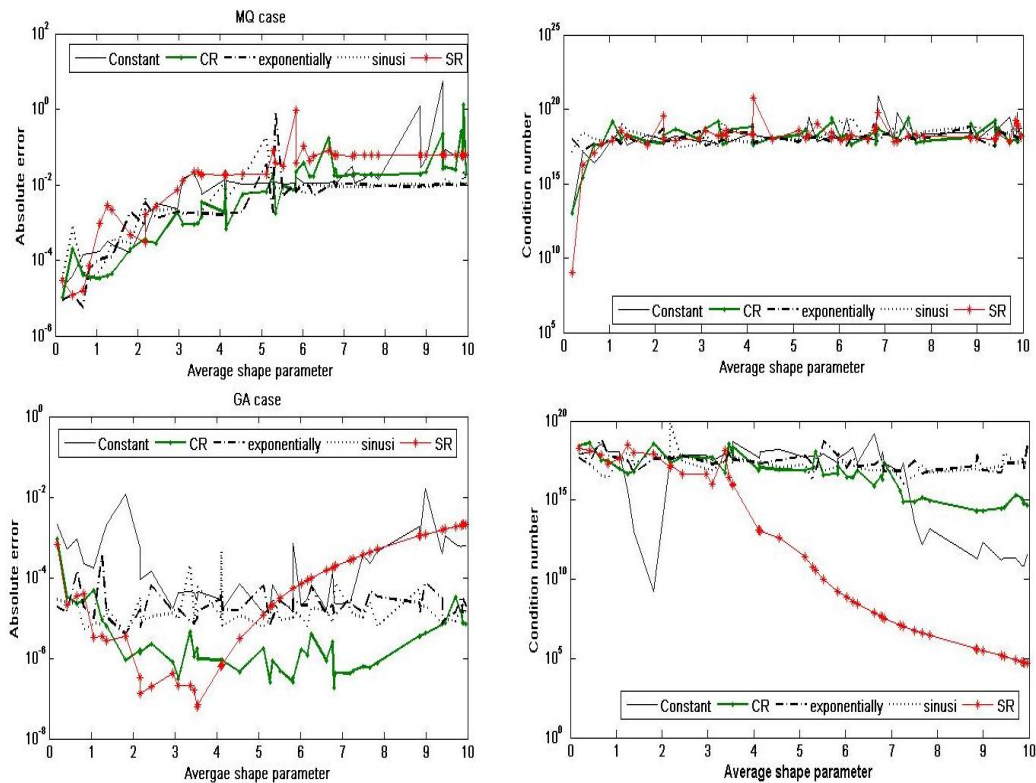 MQ case
Constant CR exponentially sinusi SR
Absolute error
10^2
10^0
10^-2
10^-4
10^-6
0 1 2 3 4 5 6 7 8 9 10
Average shape parameter
Condition number
10^25
10^20
10^15
10^10
10^5
Constant CR exponentially sinusi SR
0 1 2 3 4 5 6 7 8 9 10
Average shape parameter
GA case
Constant CR exponentially sinusi SR
Absolute error
10^0
10^-2
10^-4
10^-6
10^-8
0 1 2 3 4 5 6 7 8 9 10
Avergae shape parameter
Condition number
10^20
10^15
10^10
10^5
10^0
Constant CR exponentially sinusi SR
0 1 2 3 4 5 6 7 8 9 10
Average shape parameter